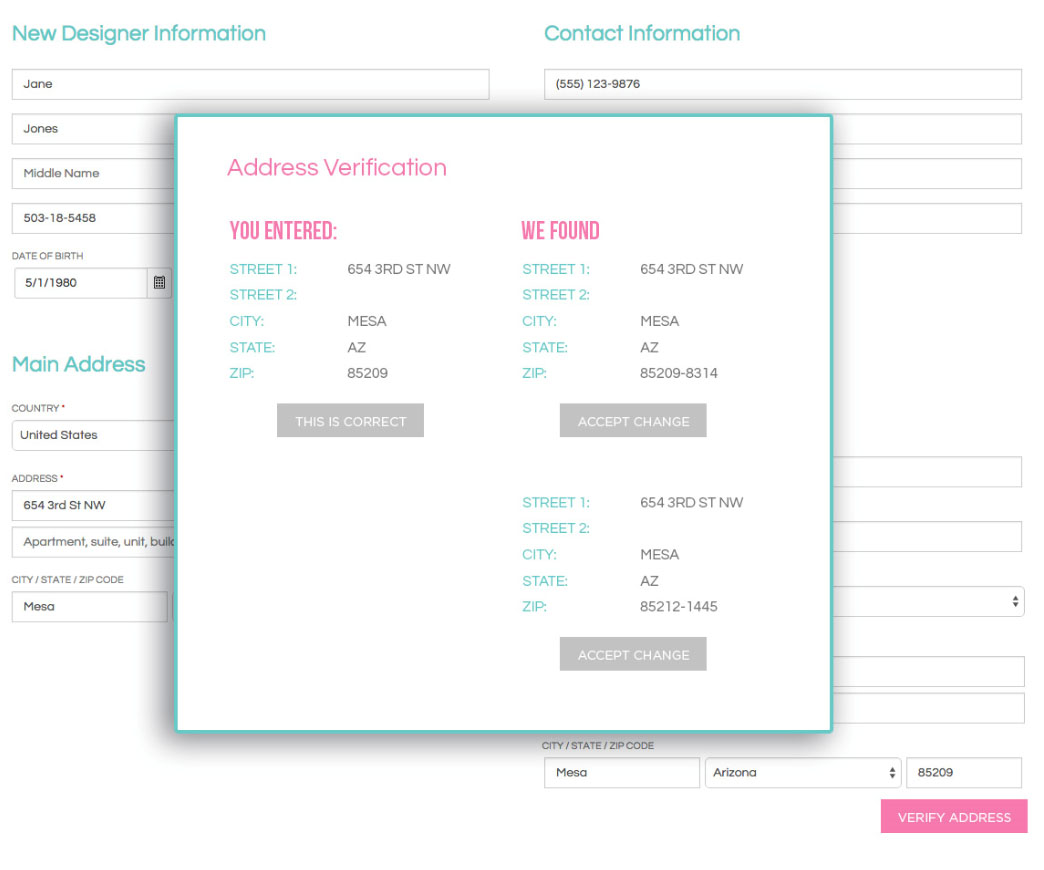 New Designer Information
Contact Information
Jane
(555) 123-9876
Jones
Middle Name
503-18-5458
DATE OF BIRTH
5/1/1980
Main Address
COUNTRY *
United States
ADDRESS *
654 3rd St NW
Apartment, suite, unit,
CITY / STATE / ZIP CODE
Mesa
Address Verification
YOU ENTERED:
STREET 1: 654 3RD ST NW
STREET 2:
CITY: MESA
STATE: AZ
ZIP: 85209
THIS IS CORRECT
WE FOUND
STREET 1: 654 3RD ST NW
STREET 2:
CITY: MESA
STATE: AZ
ZIP: 85209-8314
ACCEPT CHANGE
STREET 1: 654 3RD ST NW
STREET 2:
CITY: MESA
STATE: AZ
ZIP: 85212-1445
ACCEPT CHANGE
CITY / STATE / ZIP CODE
Mesa Arizona 85209
VERIFY ADDRESS